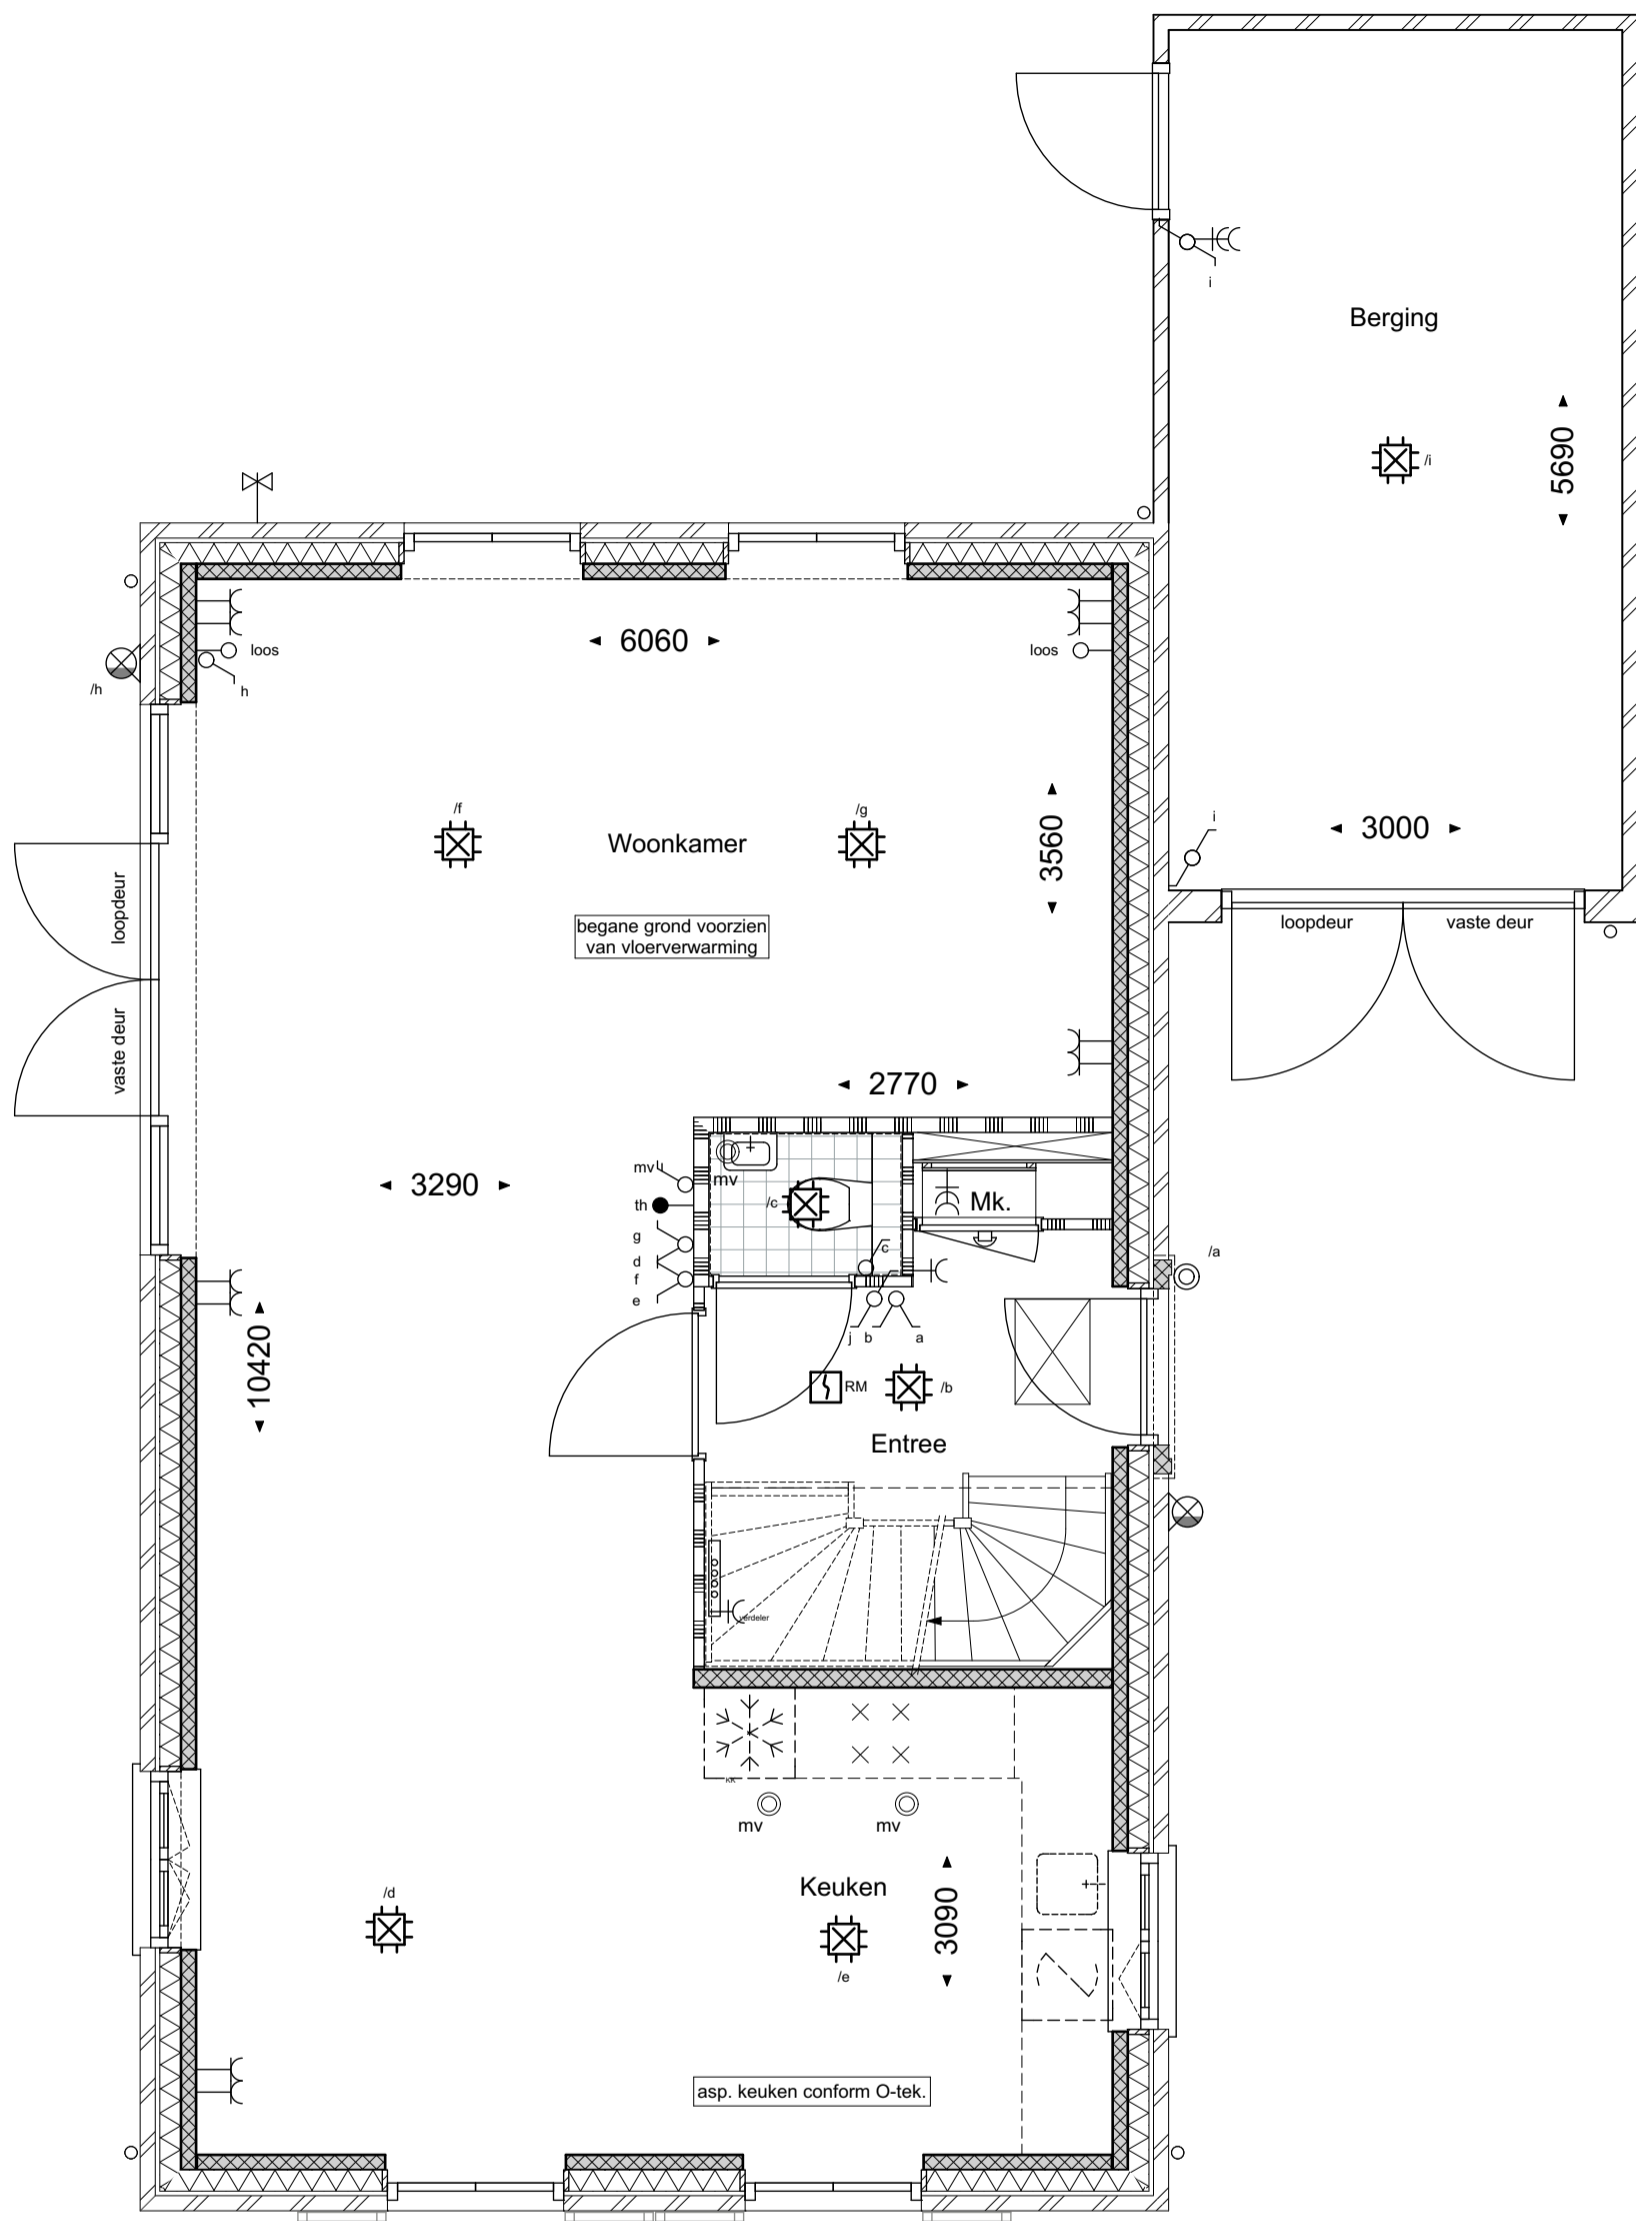 i
Berging
5690
/i
6060
loos
loos
/h
h
/f
/g
Woonkamer
3560
i
3000
loopdeur
begane grond voorzien
van vloerverwarming
loopdeur
vaste deur
vaste deur
2770
3290
mv
mv
th
/c
Mk.
g
d
f
e
c
/a
j
b
a
10420
RM
/b
Entree
verdeler
KK
mv
mv
Keuken
3090
/d
/e
asp. keuken conform O-tek.